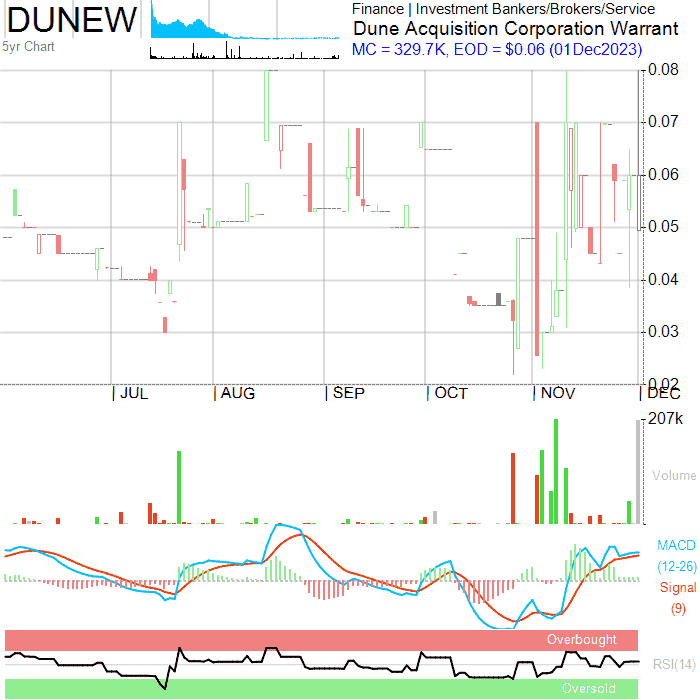 DUNEW
5yr Chart
Finance | Investment Bankers/Brokers/Service
Dune Acquisition Corporation Warrant
MC = 329.7K, EOD = $0.06 (01Dec2023)
0.08
0.07
0.06
0.05
0.04
0.03
0.02
JUL AUG SEP OCT NOV DEC
207k
Volume
MACD
(12-26)
Signal
(9)
Overbought
RSI(14)
Oversold